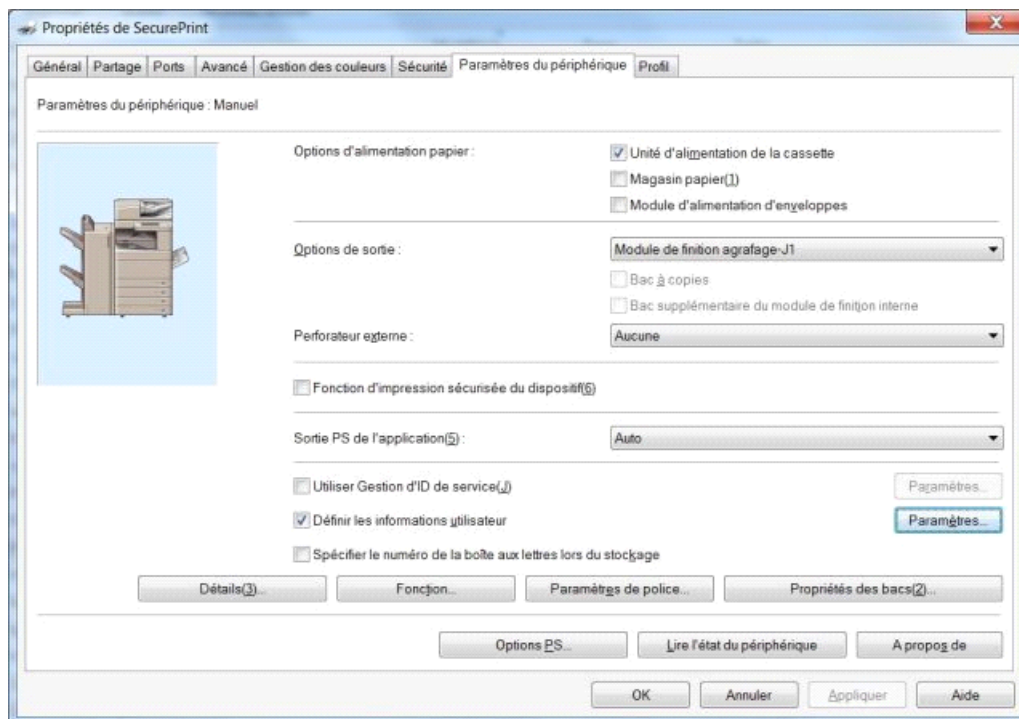 Propriétés de SecurePrint
X
Général Partage Ports Avancé Gestion des couleurs Sécurité Paramètres du périphérique Profil
Paramètres du périphérique : Manuel
Options d'alimentation papier :
Unité d'alimentation de la cassette
Magasin papier(1)
Module d'alimentation d'enveloppes
Options de sortie :
Module de finition agrafage-J1
Bac à copies
Bac supplémentaire du module de finition interne
Perforateur externe :
Aucune
Fonction d'impression sécurisée du dispositif(6)
Sortie PS de l'application(5) :
Auto
Utiliser Gestion d'ID de service(J)
Paramètres...
Définir les informations utilisateur
Paramètres...
Spécifier le numéro de la boîte aux lettres lors du stockage
Détails(3)... Fonction... Paramètres de police... Propriétés des bacs(2)...
Options PS... Lire l'état du périphérique A propos de
OK Annuler Appliquer Aide